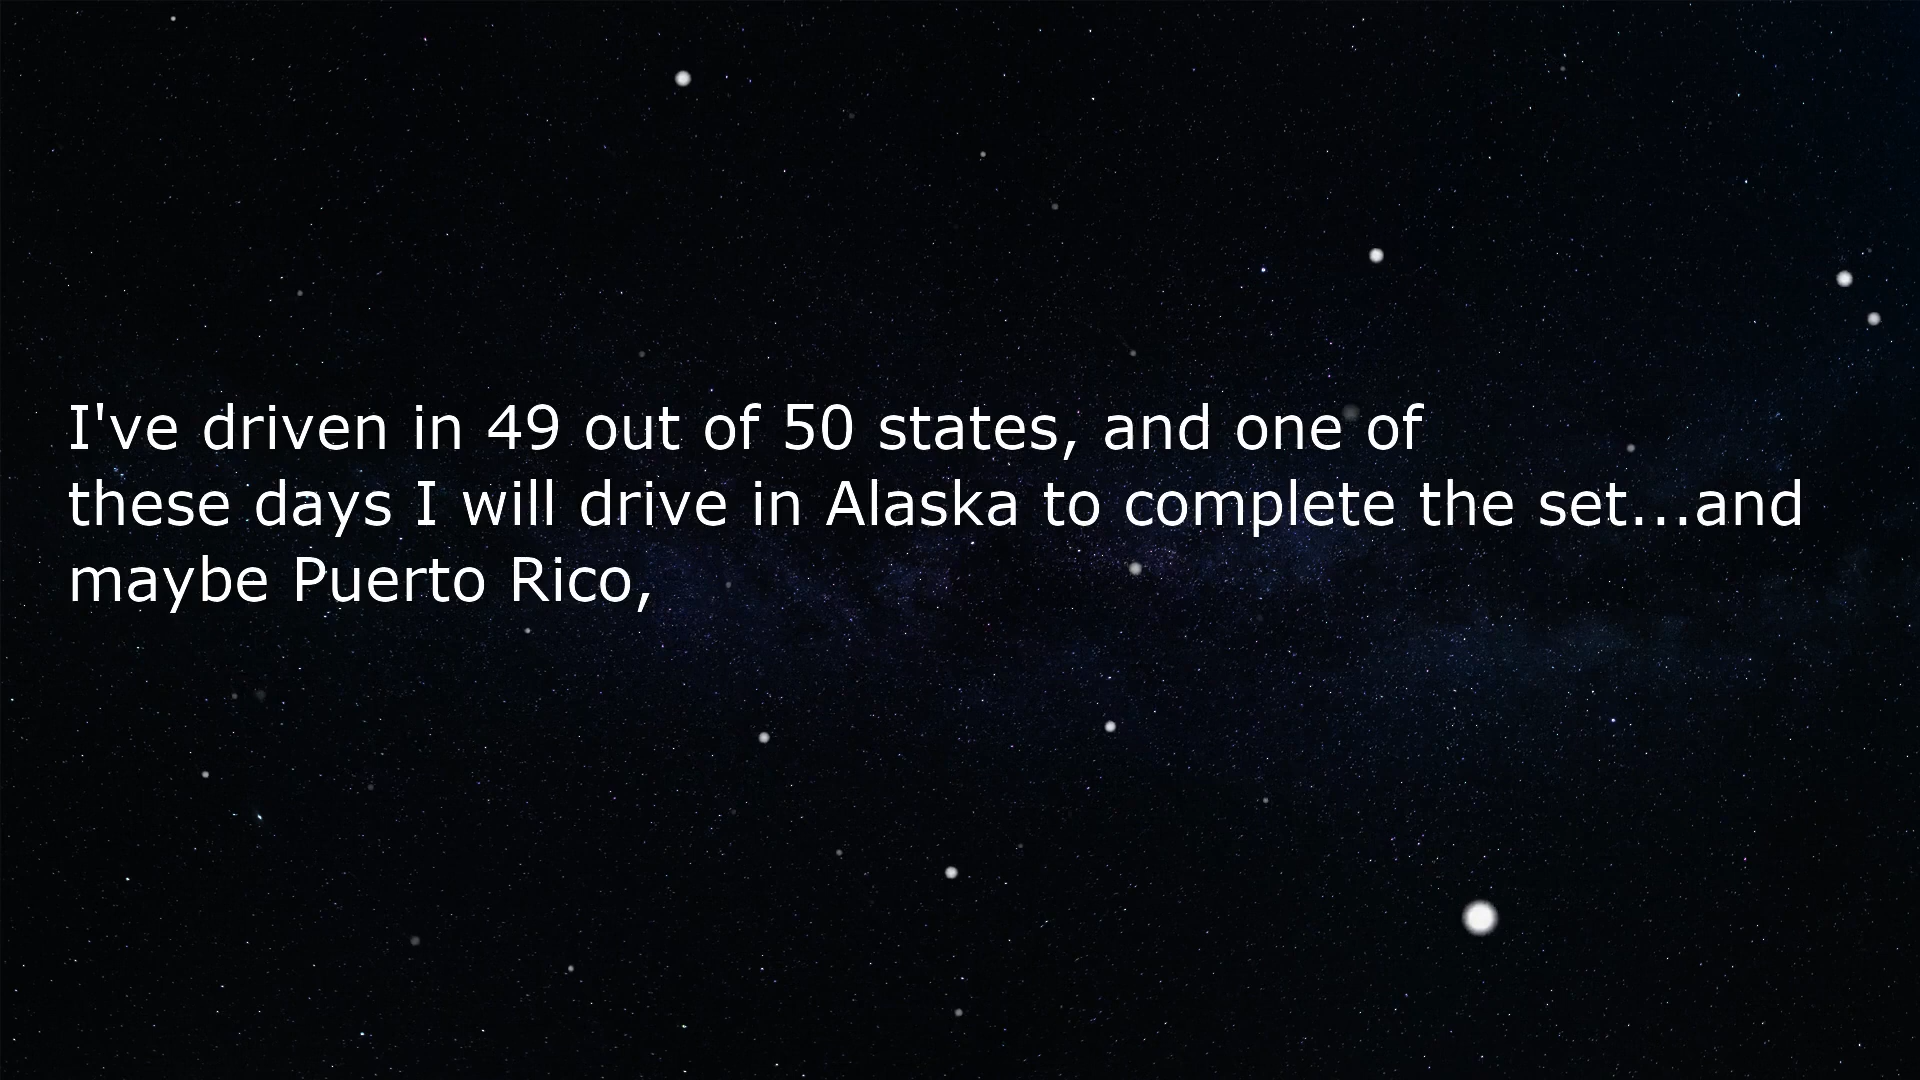 I've driven in 49 out of 50 states, and one of
these days I will drive in Alaska to complete the set...and
maybe Puerto Rico,